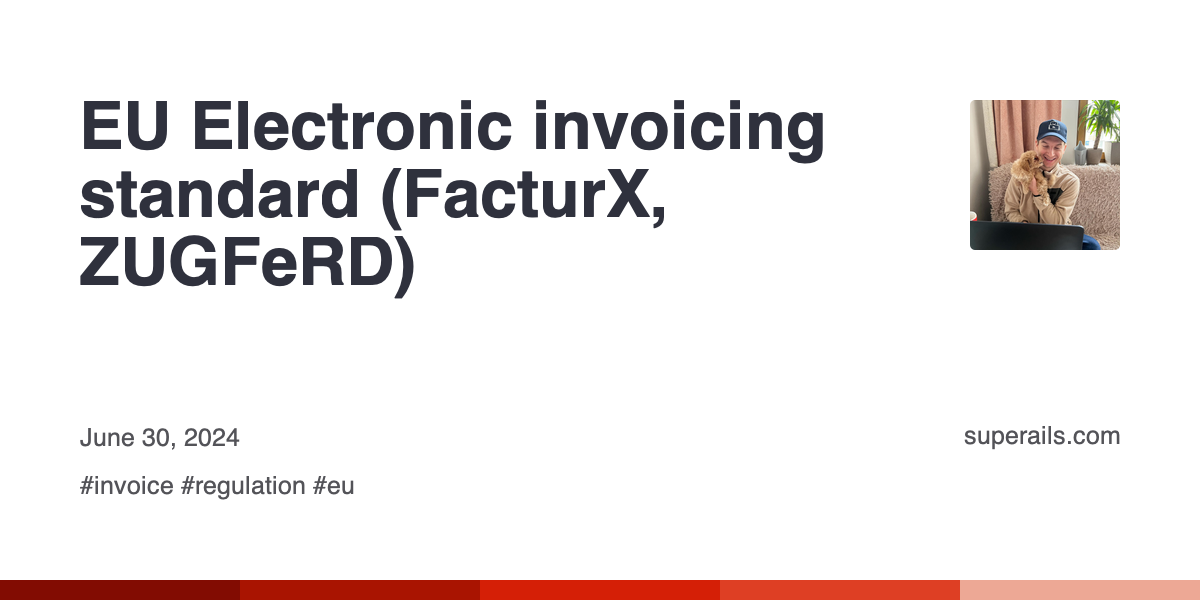 EU Electronic invoicing
standard (FacturX,
ZUGFeRD)
June 30, 2024
superails.com
#invoice #regulation #eu